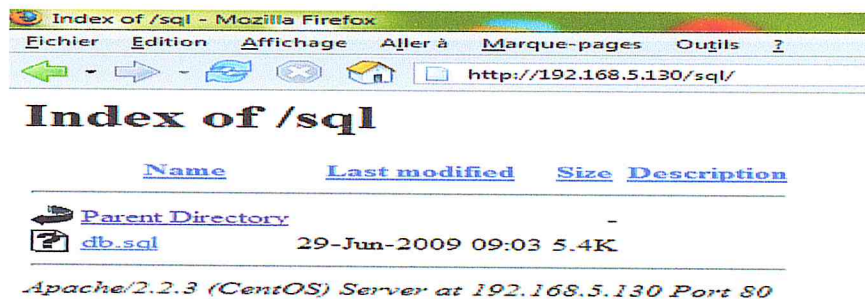 Index of /sql - Mozilla Firefox
Fichier Edition Affichage Aller à Marque-pages Outils ?
http://192.168.5.130/sql/
Index of /sql
Name Last modified Size Description
Parent Directory -
db.sql 29-Jun-2009 09:03 5.4K
Apache/2.2.3 (CentOS) Server at 192.168.5.130 Port 80